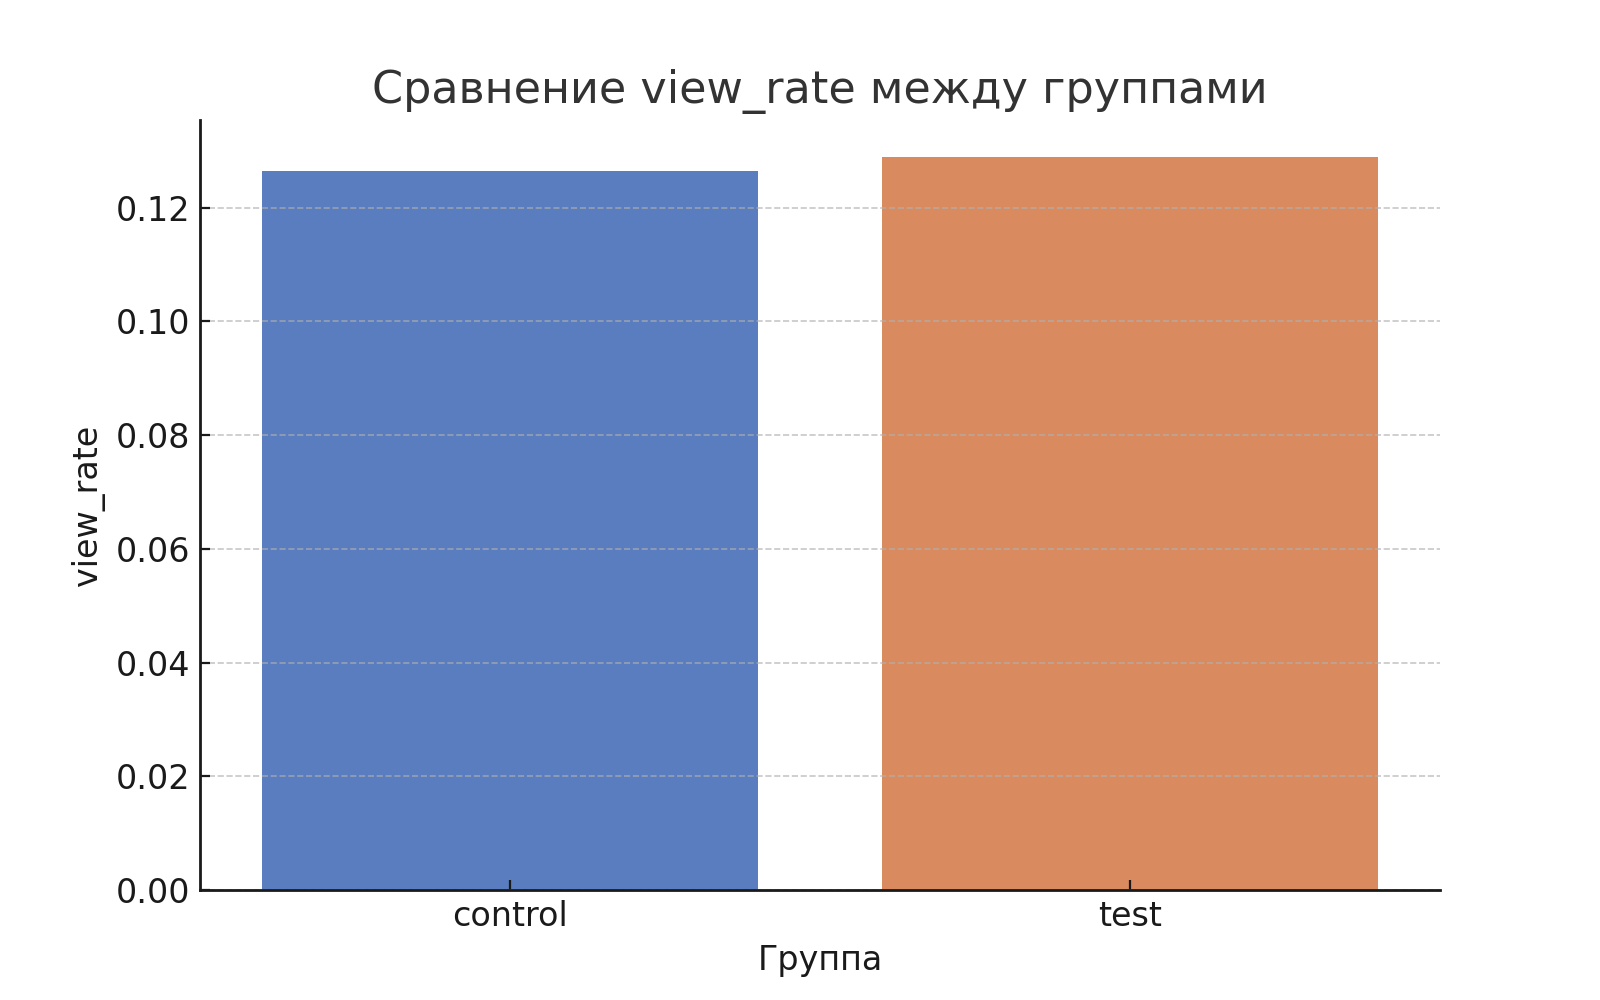 Сравнение view_rate между группами
view_rate
0.12
0.10
0.08
0.06
0.04
0.02
0.00
control
test
Группа